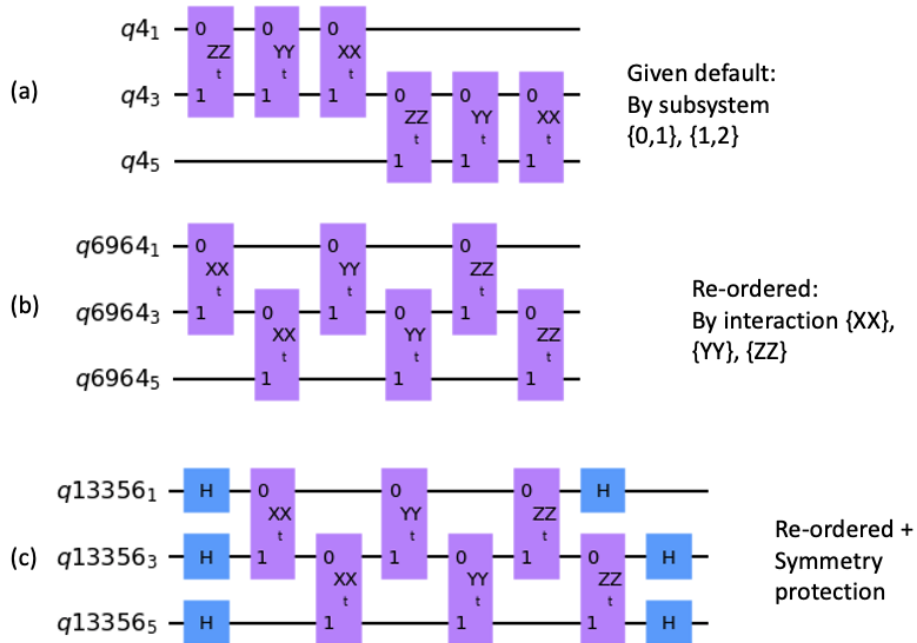 (a)
q4₁
q4₃
q4₅
0 ZZ t 1
0 YY t 1
0 XX t 1
0 ZZ t 1
0 YY t 1
0 XX t 1
Given default:
By subsystem
{0,1}, {1,2}
(b)
q6964₁
q6964₃
q6964₅
0 XX t 1
0 XX t 1
0 YY t 1
0 YY t 1
0 ZZ t 1
0 ZZ t 1
Re-ordered:
By interaction {XX},
{YY}, {ZZ}
(c)
q13356₁
q13356₃
q13356₅
H
H
H
0 XX t 1
0 XX t 1
0 YY t 1
0 YY t 1
0 ZZ t 1
0 ZZ t 1
H
H
H
Re-ordered +
Symmetry
protection